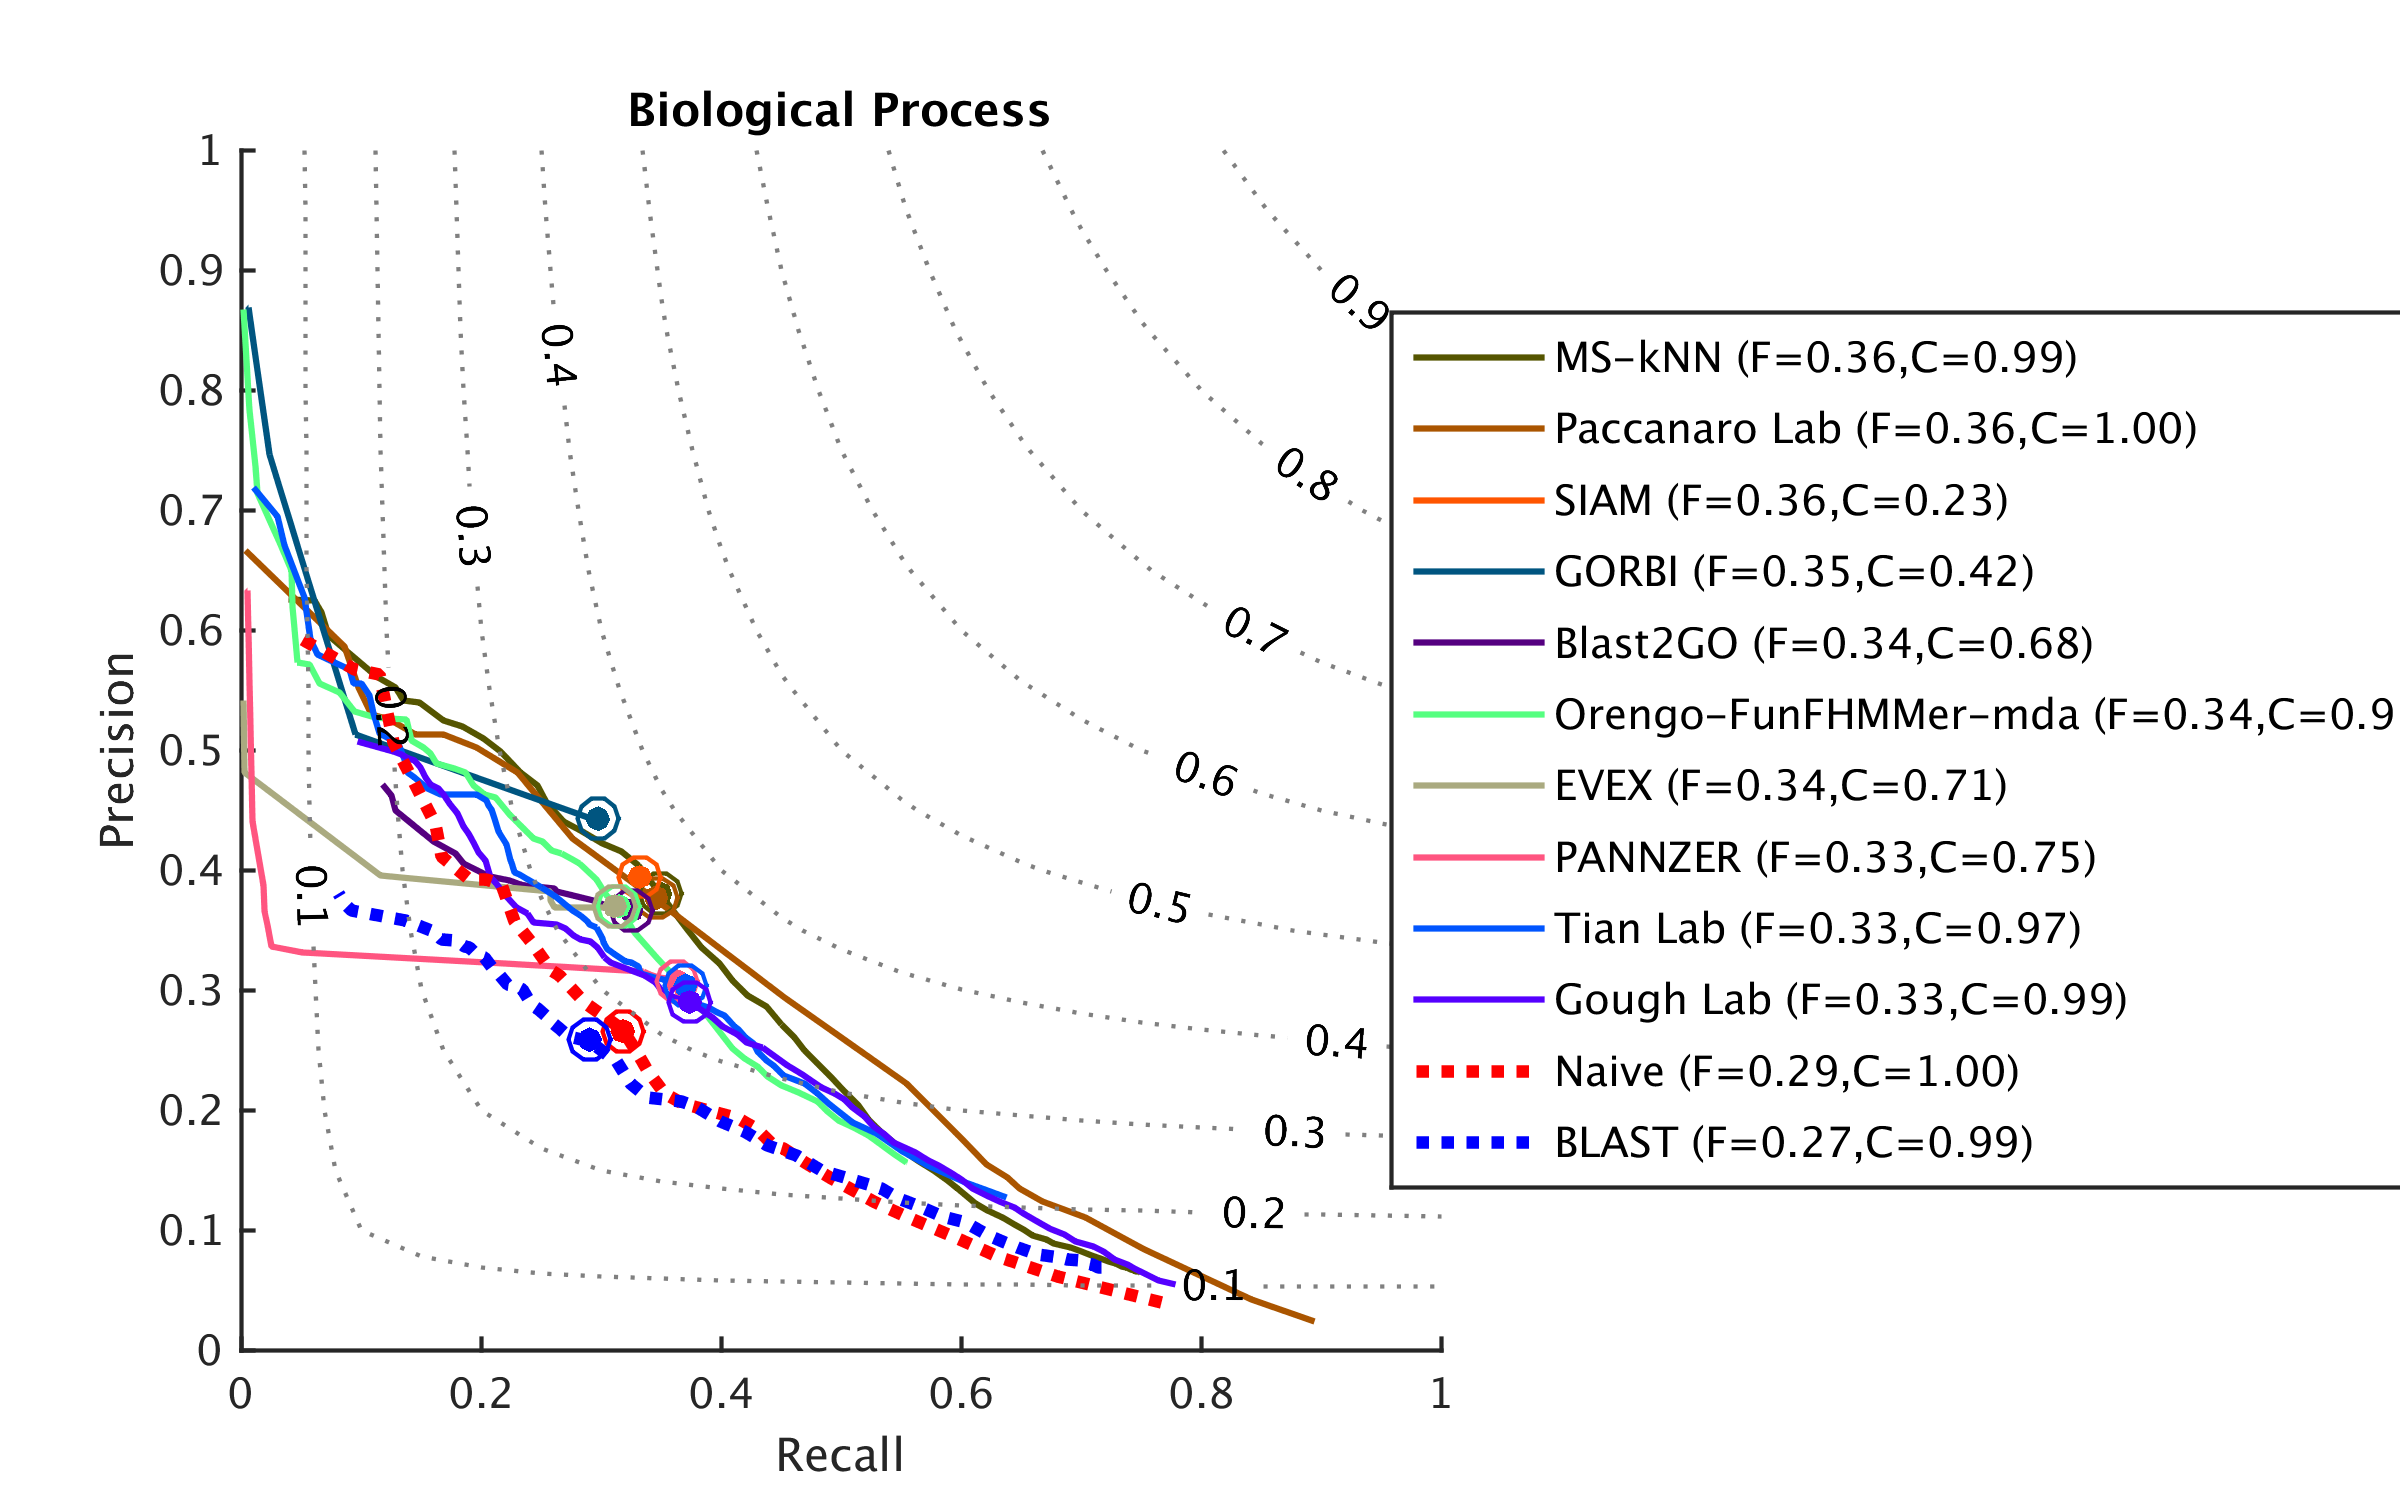 Biological Process
1
0.9
0.8
0.7
0.6
0.5
0.4
0.3
0.2
0.1
0
Precision
0
0.2
0.4
0.6
0.8
1
Recall
0.4
0.3
0.2
0.1
0.9
0.8
0.7
0.6
0.5
0.4
0.3
0.2
0.1
MS-kNN (F=0.36,C=0.99)
Paccanaro Lab (F=0.36,C=1.00)
SIAM (F=0.36,C=0.23)
GORBI (F=0.35,C=0.42)
Blast2GO (F=0.34,C=0.68)
Orengo-FunFHMMer-mda (F=0.34,C=0.9
EVEX (F=0.34,C=0.71)
PANNZER (F=0.33,C=0.75)
Tian Lab (F=0.33,C=0.97)
Gough Lab (F=0.33,C=0.99)
Naive (F=0.29,C=1.00)
BLAST (F=0.27,C=0.99)